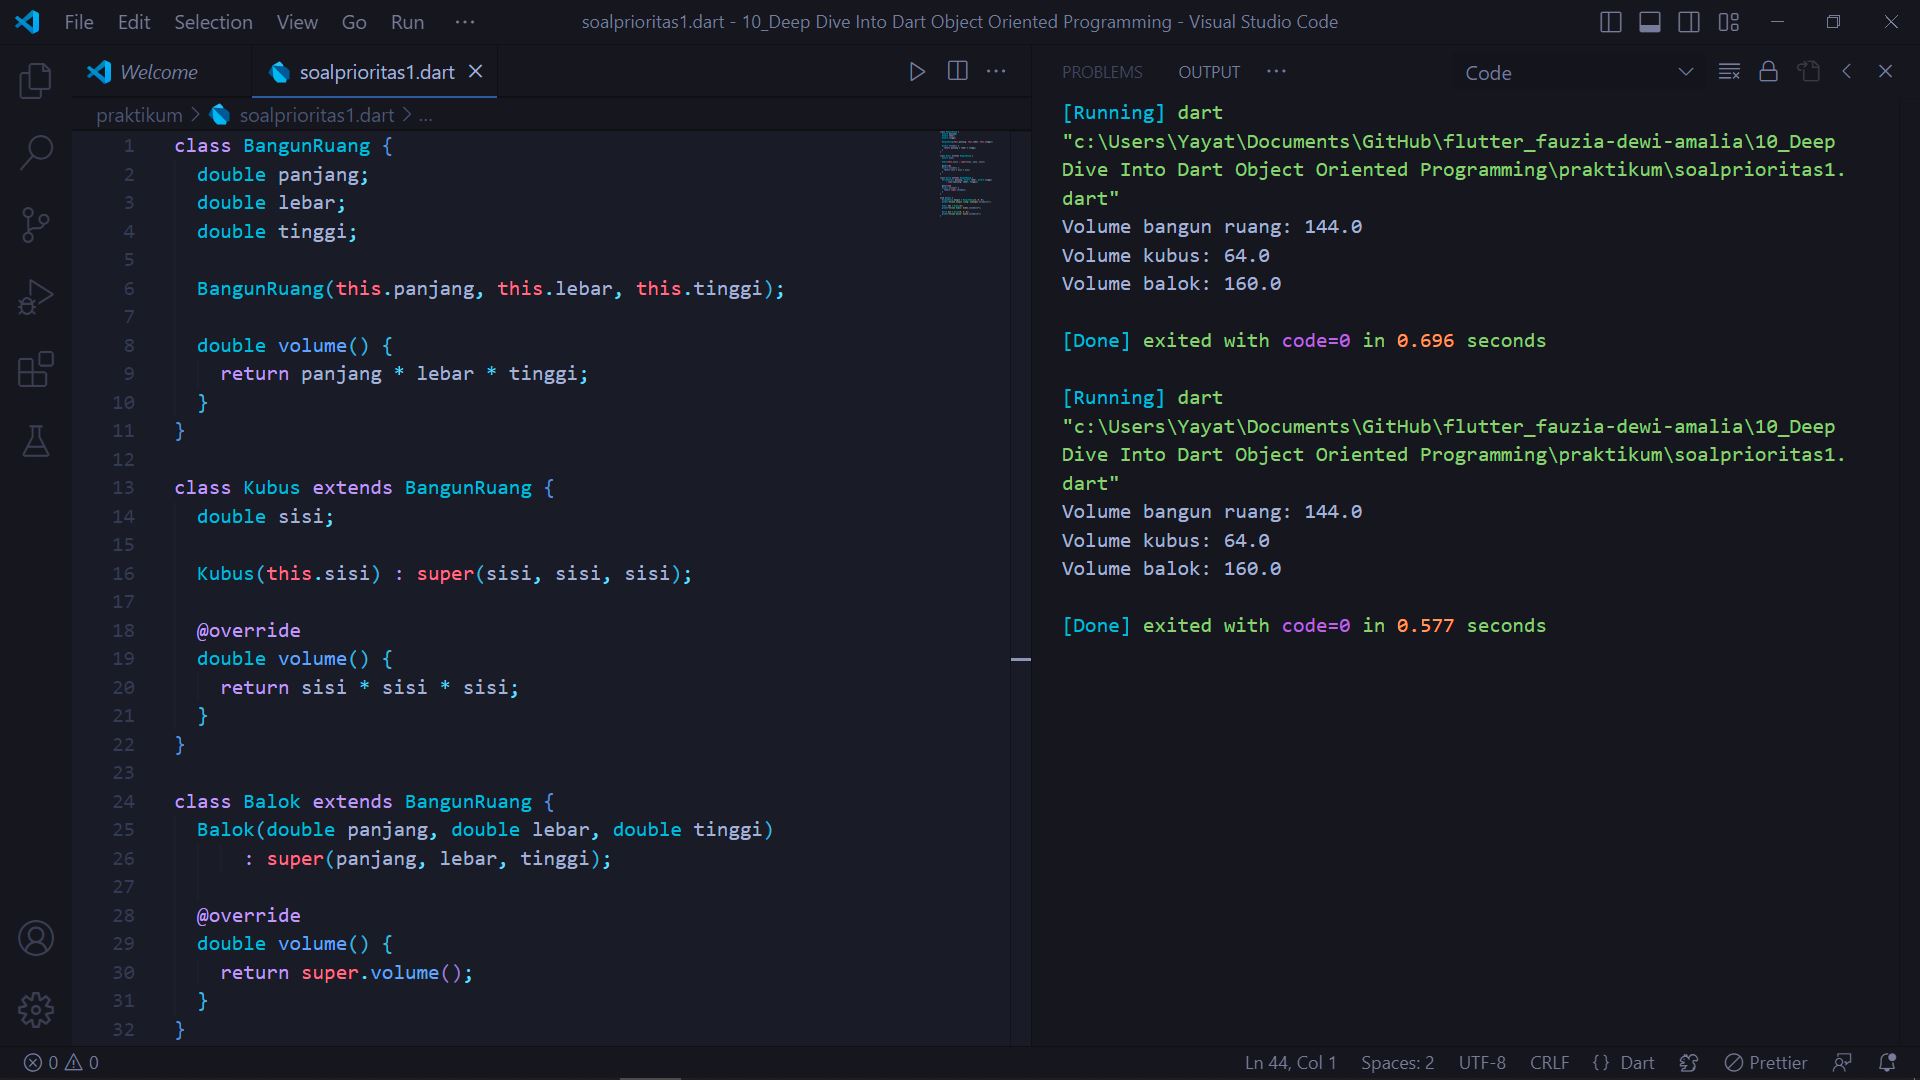 File Edit Selection View Go Run ··· soalprioritas1.dart - 10_Deep Dive Into Dart Object Oriented Programming - Visual Studio Code
Welcome soalprioritas1.dart
praktikum > soalprioritas1.dart > ...
1 class BangunRuang {
2   double panjang;
3   double lebar;
4   double tinggi;
5
6   BangunRuang(this.panjang, this.lebar, this.tinggi);
7
8   double volume() {
9     return panjang * lebar * tinggi;
10   }
11 }
12
13 class Kubus extends BangunRuang {
14   double sisi;
15
16   Kubus(this.sisi) : super(sisi, sisi, sisi);
17
18   @override
19   double volume() {
20     return sisi * sisi * sisi;
21   }
22 }
23
24 class Balok extends BangunRuang {
25   Balok(double panjang, double lebar, double tinggi)
26       : super(panjang, lebar, tinggi);
27
28   @override
29   double volume() {
30     return super.volume();
31   }
32 }
PROBLEMS OUTPUT ··· Code
[Running] dart
"c:\Users\Yayat\Documents\GitHub\flutter_fauzia-dewi-amalia\10_Deep
Dive Into Dart Object Oriented Programming\praktikum\soalprioritas1.
dart"
Volume bangun ruang: 144.0
Volume kubus: 64.0
Volume balok: 160.0
[Done] exited with code=0 in 0.696 seconds
[Running] dart
"c:\Users\Yayat\Documents\GitHub\flutter_fauzia-dewi-amalia\10_Deep
Dive Into Dart Object Oriented Programming\praktikum\soalprioritas1.
dart"
Volume bangun ruang: 144.0
Volume kubus: 64.0
Volume balok: 160.0
[Done] exited with code=0 in 0.577 seconds
0 0 Ln 44, Col 1 Spaces: 2 UTF-8 CRLF {} Dart Prettier